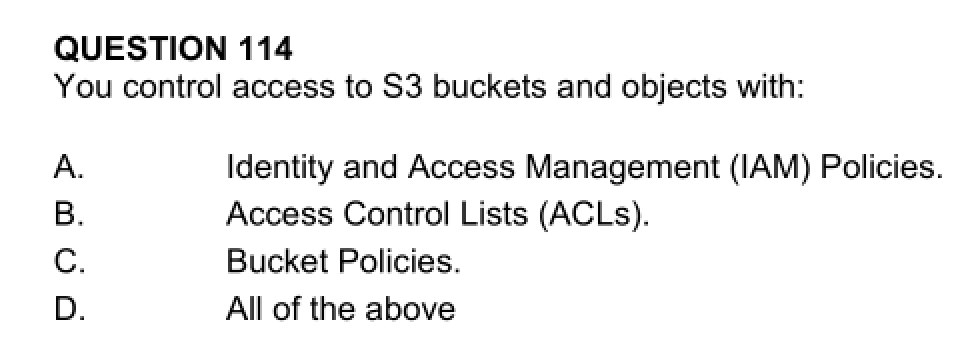 QUESTION 114
You control access to S3 buckets and objects with:
A. Identity and Access Management (IAM) Policies.
B. Access Control Lists (ACLs).
C. Bucket Policies.
D. All of the above